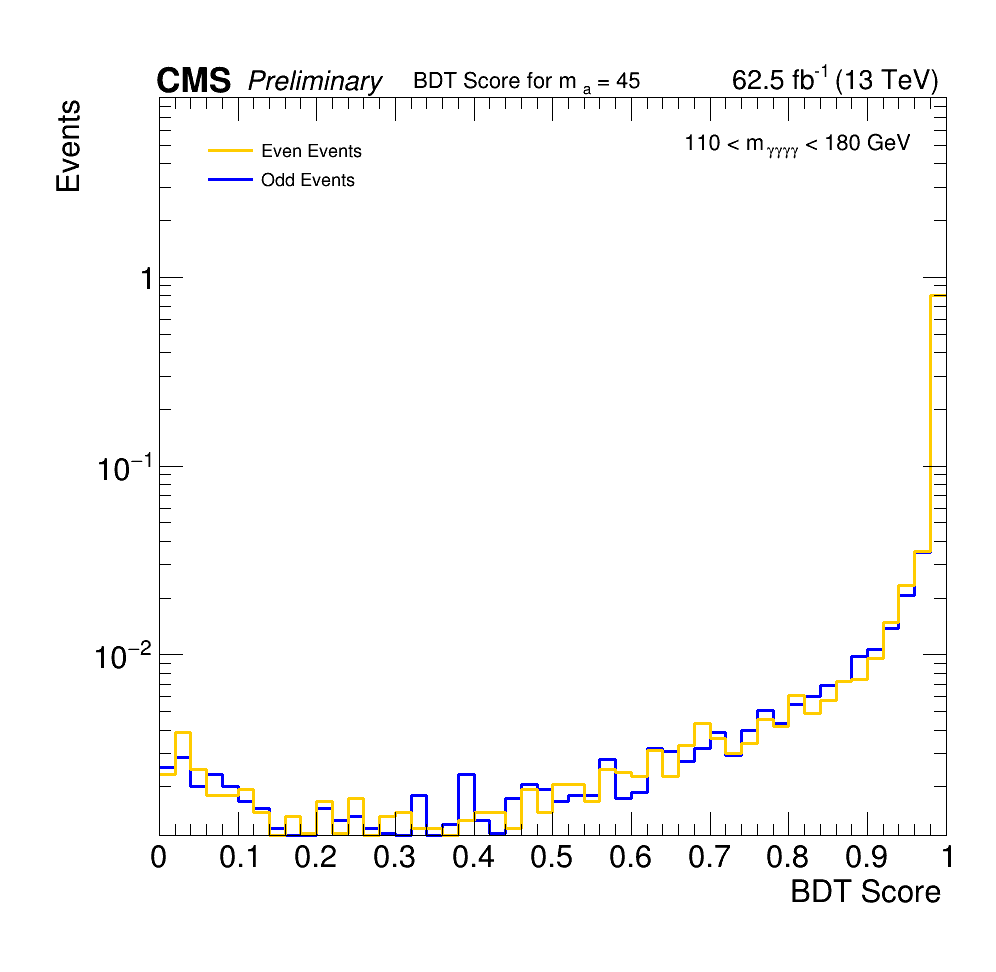 CMS Preliminary BDT Score for m a = 45 62.5 fb-1 (13 TeV)
Events
110 < m γγγγ < 180 GeV
Even Events
Odd Events
1
10−1
10−2
0 0.1 0.2 0.3 0.4 0.5 0.6 0.7 0.8 0.9 1
BDT Score